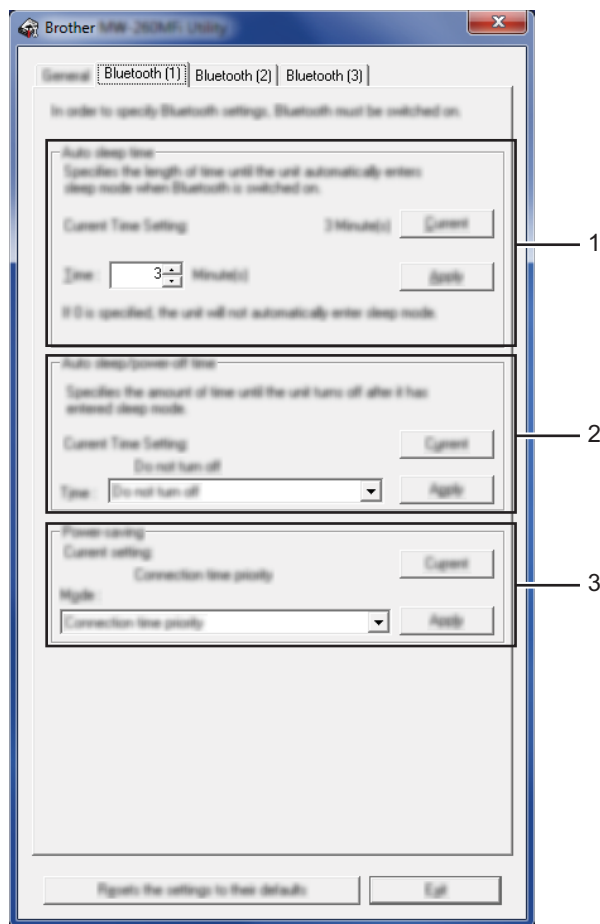 Brother MW-260MFi Utility
General Bluetooth (1) Bluetooth (2) Bluetooth (3)
In order to specify Bluetooth settings, Bluetooth must be switched on.
Auto sleep time
Specifies the length of time until the unit automatically enters
sleep mode when Bluetooth is switched on.
Current Time Setting: 3 Minute(s) Current
1
Time : 3 Minute(s) Apply
If 0 is specified, the unit will not automatically enter sleep mode.
Auto sleep/power-off time
Specifies the amount of time until the unit turns off after it has
entered sleep mode.
2
Current Time Setting: Current
Do not turn off
Time : Do not turn off Apply
Power-saving
Current setting: Current
Connection time priority
3
Mode :
Connection time priority Apply
Resets the settings to their defaults Exit